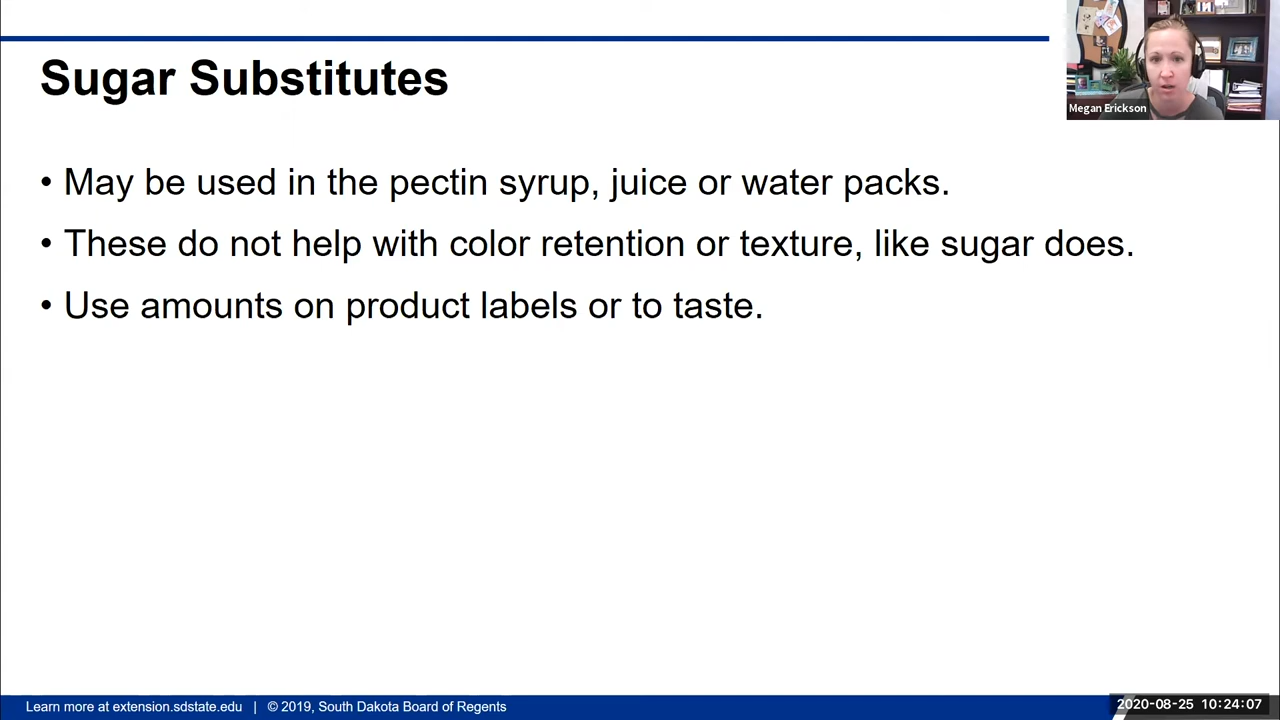 Sugar Substitutes
Megan Erickson
• May be used in the pectin syrup, juice or water packs.
• These do not help with color retention or texture, like sugar does.
• Use amounts on product labels or to taste.
Learn more at extension.sdstate.edu | © 2019, South Dakota Board of Regents
2020-08-25 10:24:07